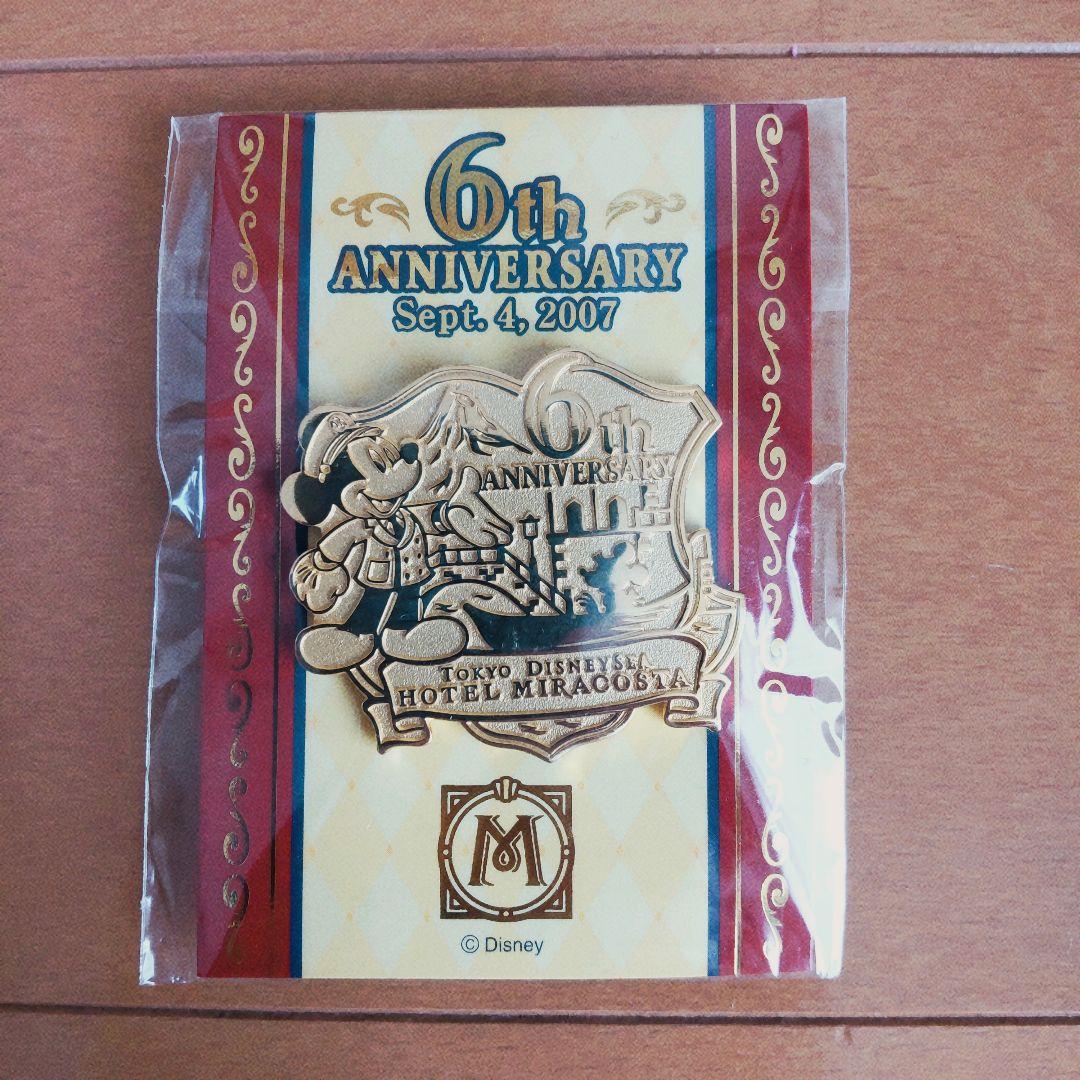 6th
ANNIVERSARY
Sept. 4, 2007
6th
ANNIVERSARY
TOKYO DISNEYSEA
HOTEL MIRACOSTA
M
© Disney